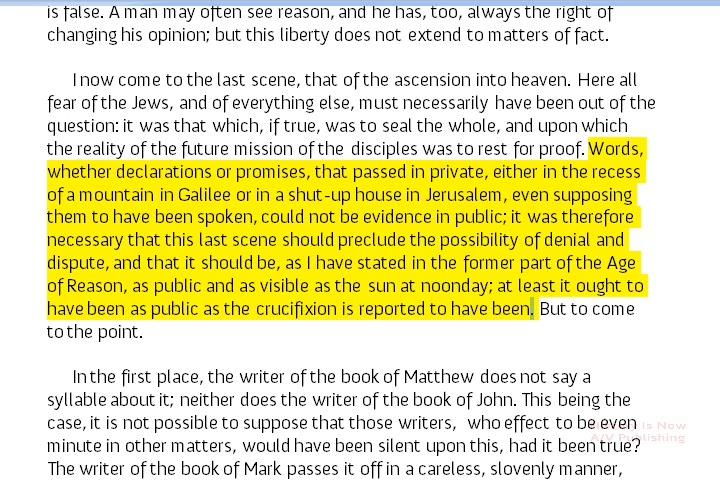 is false. A man may often see reason, and he has, too, always the right of
changing his opinion; but this liberty does not extend to matters of fact.
I now come to the last scene, that of the ascension into heaven. Here all
fear of the Jews, and of everything else, must necessarily have been out of the
question: it was that which, if true, was to seal the whole, and upon which
the reality of the future mission of the disciples was to rest for proof. Words,
whether declarations or promises, that passed in private, either in the recess
of a mountain in Galilee or in a shut-up house in Jerusalem, even supposing
them to have been spoken, could not be evidence in public; it was therefore
necessary that this last scene should preclude the possibility of denial and
dispute, and that it should be, as I have stated in the former part of the Age
of Reason, as public and as visible as the sun at noonday; at least it ought to
have been as public as the crucifixion is reported to have been. But to come
to the point.
In the first place, the writer of the book of Matthew does not say a
syllable about it; neither does the writer of the book of John. This being the
case, it is not possible to suppose that those writers, who effect to be even
minute in other matters, would have been silent upon this, had it been true?
The writer of the book of Mark passes it off in a careless, slovenly manner,
Is Now
A/V Publishing